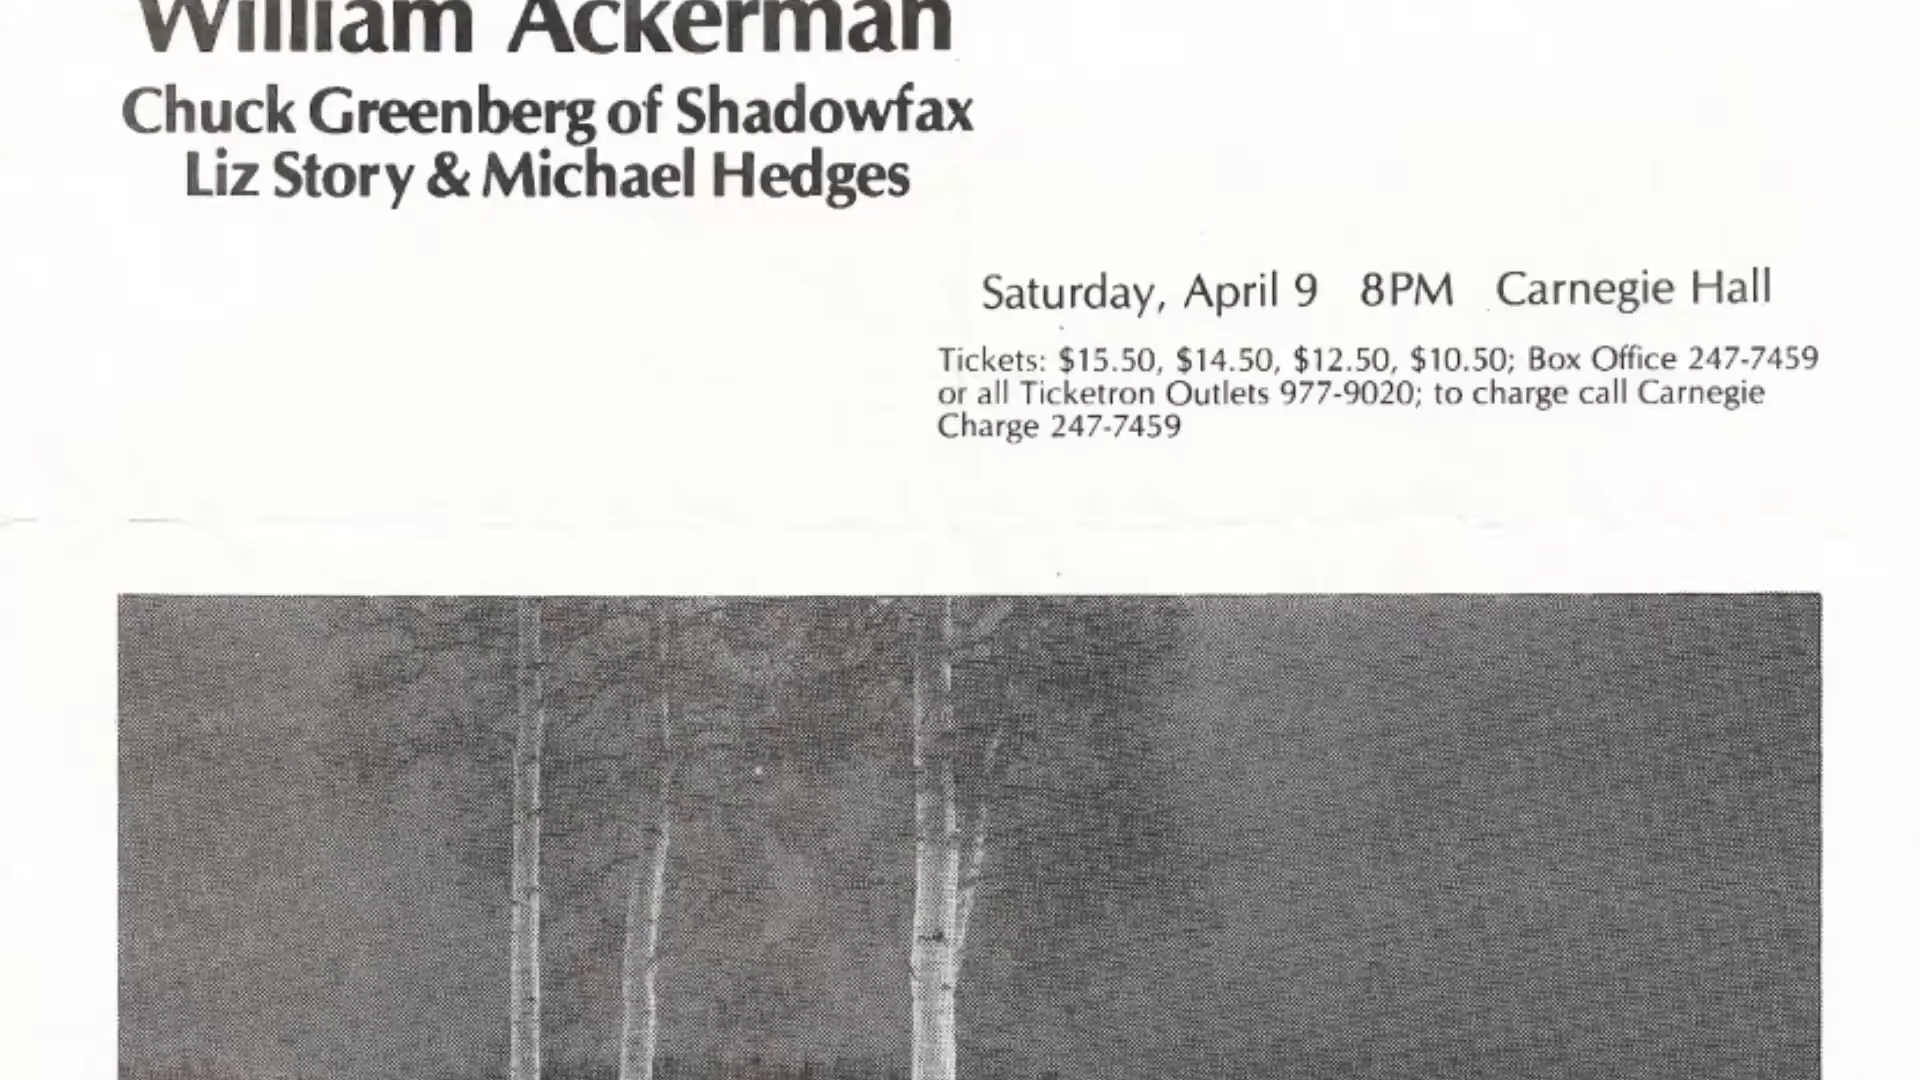 William Ackerman
Chuck Greenberg of Shadowfax
Liz Story & Michael Hedges
Saturday, April 9 8PM Carnegie Hall
Tickets: $15.50, $14.50, $12.50, $10.50; Box Office 247-7459
or all Ticketron Outlets 977-9020; to charge call Carnegie
Charge 247-7459